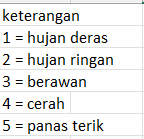 keterangan
1 = hujan deras
2 = hujan ringan
3 = berawan
4 = cerah
5 = panas terik